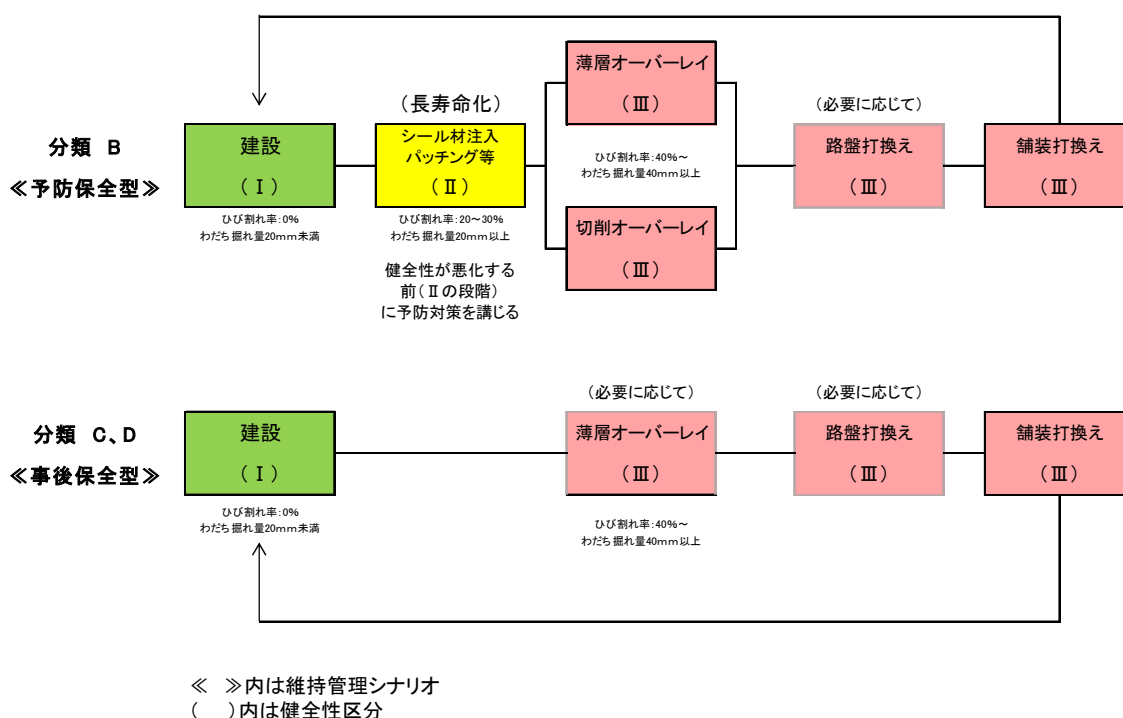 分類 B
≪予防保全型≫
建設
(Ⅰ)
ひび割れ率:0%
わだち掘れ量20mm未満
(長寿命化)
シール材注入
パッチング等
(Ⅱ)
ひび割れ率:20~30%
わだち掘れ量20mm以上
健全性が悪化する
前(Ⅱの段階)
に予防対策を講じる
薄層オーバーレイ
(Ⅲ)
ひび割れ率:40%~
わだち掘れ量40mm以上
切削オーバーレイ
(Ⅲ)
(必要に応じて)
路盤打換え
(Ⅲ)
舗装打換え
(Ⅲ)
分類 C、D
≪事後保全型≫
建設
(Ⅰ)
ひび割れ率:0%
わだち掘れ量20mm未満
(必要に応じて)
薄層オーバーレイ
(Ⅲ)
ひび割れ率:40%~
わだち掘れ量40mm以上
(必要に応じて)
路盤打換え
(Ⅲ)
舗装打換え
(Ⅲ)
≪ ≫内は維持管理シナリオ
( )内は健全性区分